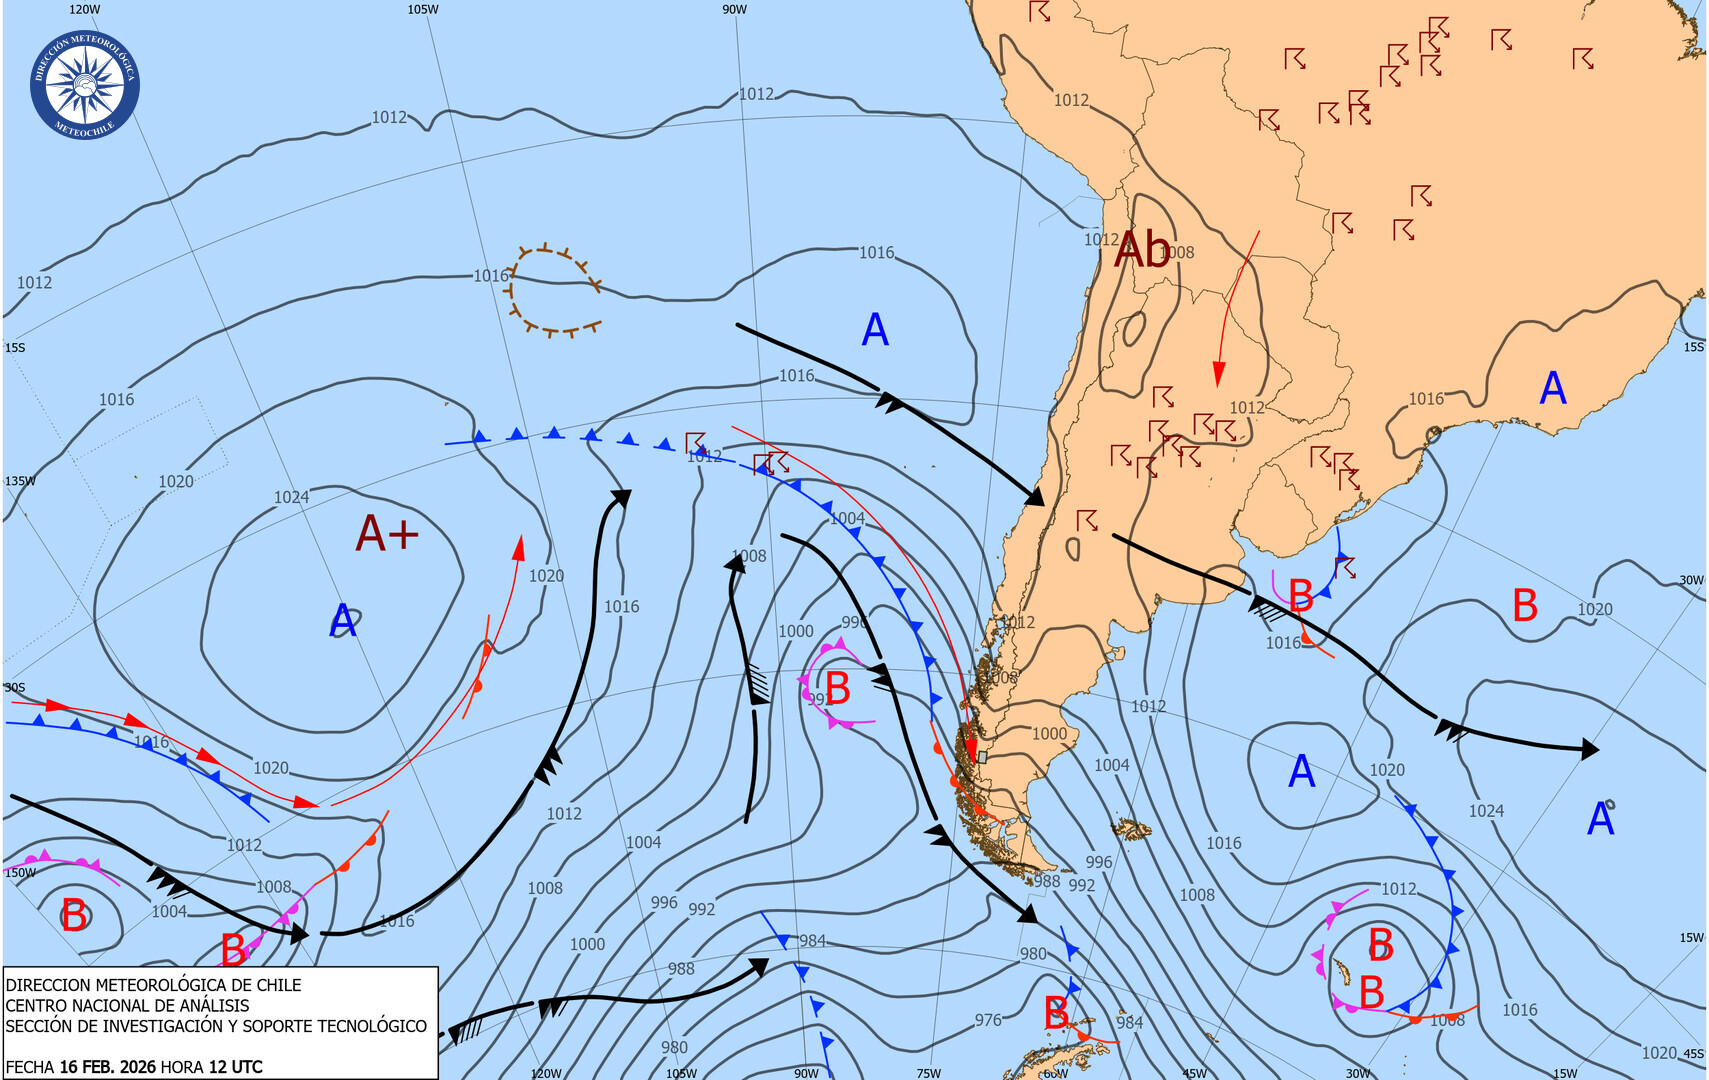 120W
105W
90W
DIRECCIÓN METEOROLÓGICA
METEOCHILE
1012
1012
1012
1012
1012
1016
1016
1008
Ab
A
15S
15S
1016
1016
1016
A
1012
135W
1020
1024
1012
A+
1004
1008
30W
1020
1016
B
B
1020
1016
A
1000
996
1012
30S
1008
B
992
1012
1016
1000
1020
1004
A
1020
1024
A
1012
1012
1004
1016
150W
1008
1008
996
988
992
1008
1012
B
1004
996
992
1016
B
1000
984
980
B
15W
988
B
976
B
984
1008
1016
980
1020
45S
120W
105W
90W
75W
60W
45W
30W
15W
DIRECCION METEOROLÓGICA DE CHILE
CENTRO NACIONAL DE ANÁLISIS
SECCIÓN DE INVESTIGACIÓN Y SOPORTE TECNOLÓGICO
FECHA 16 FEB. 2026 HORA 12 UTC